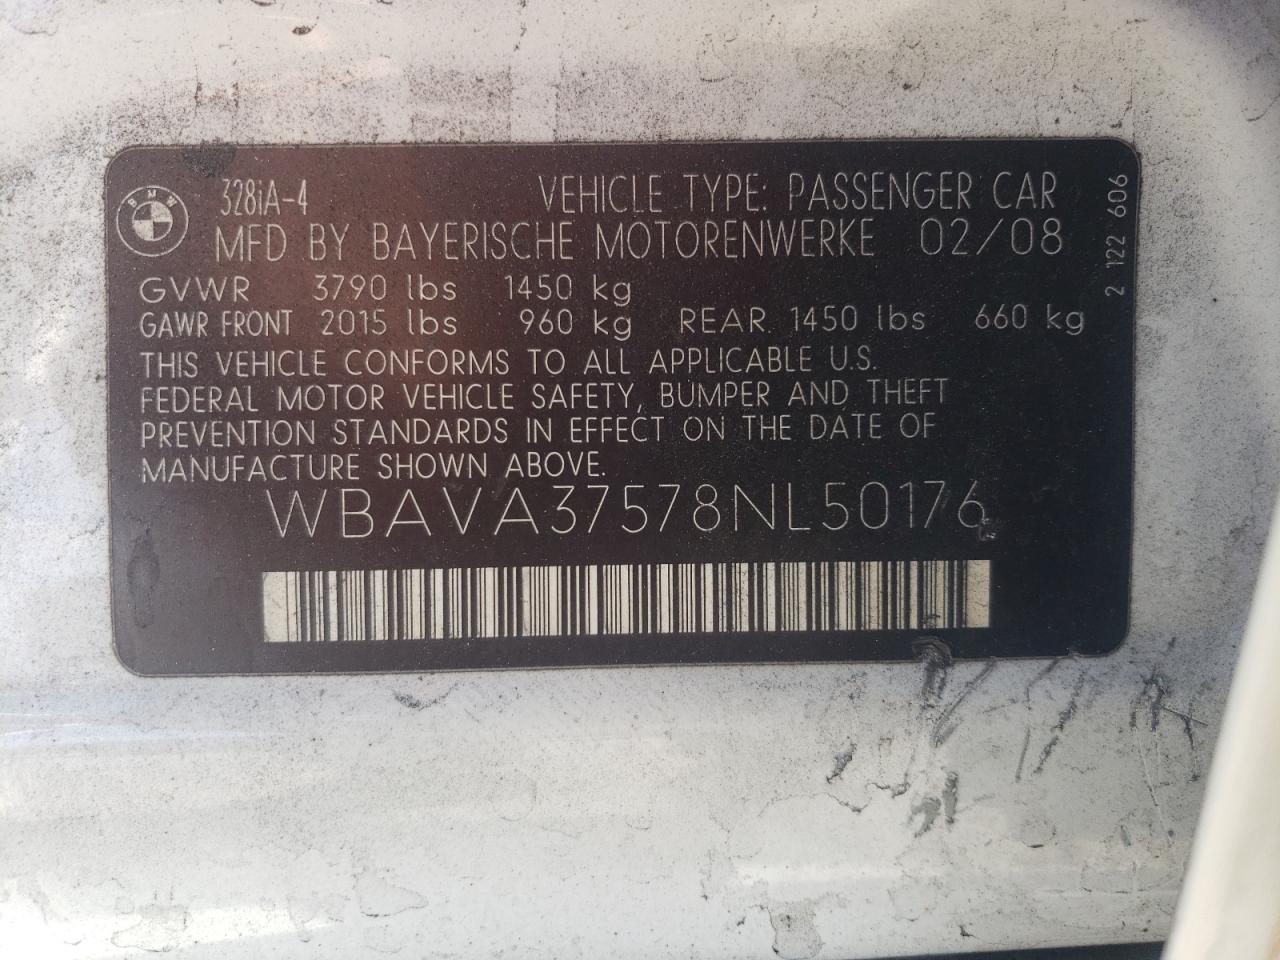 BMW
328iA-4 VEHICLE TYPE: PASSENGER CAR
MFD BY BAYERISCHE MOTORENWERKE 02/08
GVWR 3790 lbs 1450 kg
GAWR FRONT 2015 lbs 960 kg REAR 1450 lbs 660 kg
THIS VEHICLE CONFORMS TO ALL APPLICABLE U.S.
FEDERAL MOTOR VEHICLE SAFETY, BUMPER AND THEFT
PREVENTION STANDARDS IN EFFECT ON THE DATE OF
MANUFACTURE SHOWN ABOVE.
WBAVA37578NL50176
2 122 606